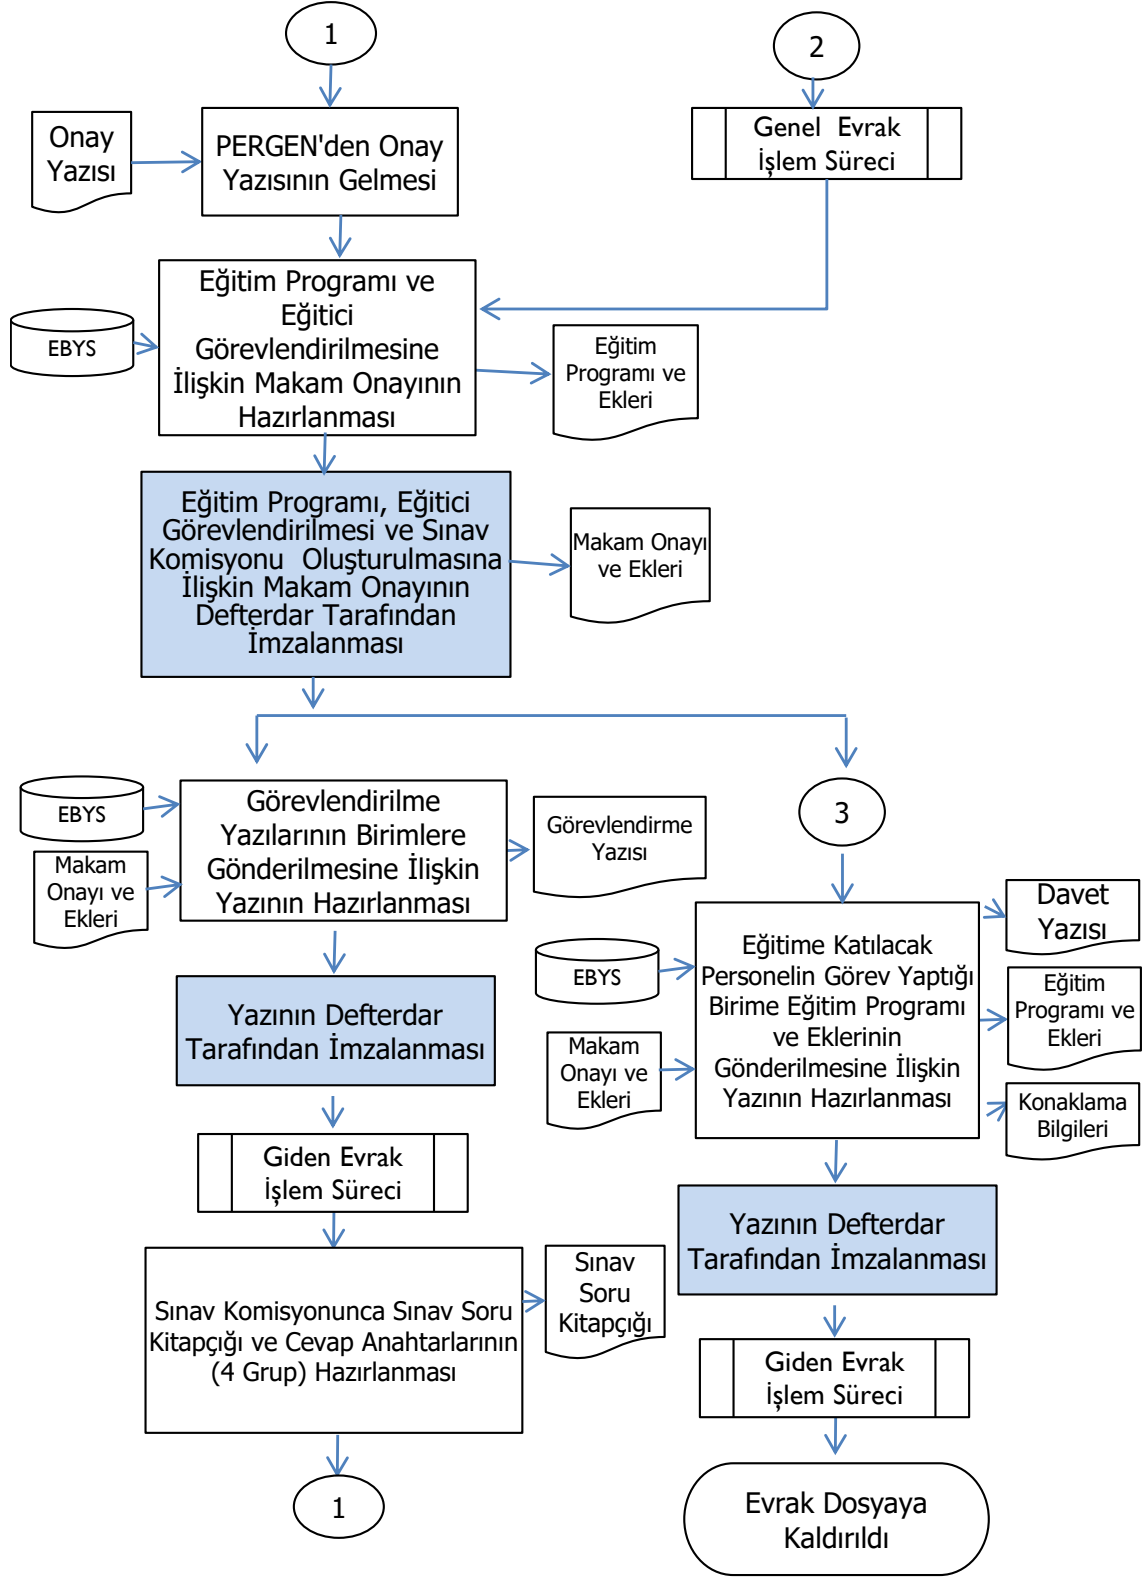 1
2
Onay
Yazısı
PERGEN'den Onay
Yazısının Gelmesi
Genel Evrak
İşlem Süreci
EBYS
Eğitim Programı ve
Eğitici
Görevlendirilmesine
İlişkin Makam Onayının
Hazırlanması
Eğitim
Programı ve
Ekleri
Eğitim Programı, Eğitici
Görevlendirilmesi ve Sınav
Komisyonu Oluşturulmasına
İlişkin Makam Onayının
Defterdar Tarafından
İmzalanması
Makam Onayı
ve Ekleri
EBYS
Makam
Onayı ve
Ekleri
Görevlendirilme
Yazılarının Birimlere
Gönderilmesine İlişkin
Yazının Hazırlanması
Görevlendirme
Yazısı
3
Yazının Defterdar
Tarafından İmzalanması
EBYS
Makam
Onayı ve
Ekleri
Eğitime Katılacak
Personelin Görev Yaptığı
Birime Eğitim Programı
ve Eklerinin
Gönderilmesine İlişkin
Yazının Hazırlanması
Davet
Yazısı
Eğitim
Programı ve
Ekleri
Konaklama
Bilgileri
Giden Evrak
İşlem Süreci
Yazının Defterdar
Tarafından İmzalanması
Sınav Komisyonunca Sınav Soru
Kitapçığı ve Cevap Anahtarlarının
(4 Grup) Hazırlanması
Sınav
Soru
Kitapçığı
Giden Evrak
İşlem Süreci
1
Evrak Dosyaya
Kaldırıldı